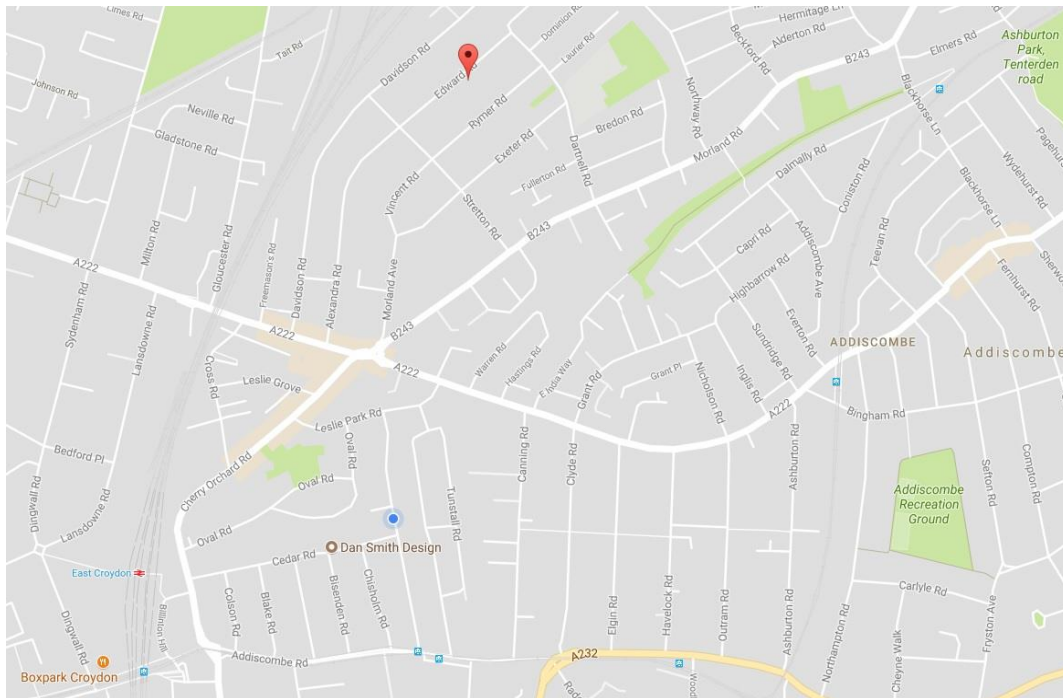 Limes Rd
Tait Rd
Davidson Rd
Edward Rd
Dominion Rd
Laurier Rd
Hermitage Ln
Alderton Rd
Beckford Rd
B243
Elmers Rd
Ashburton
Park,
Tenterden
road
Johnson Rd
Neville Rd
Gladstone Rd
Rymer Rd
Exeter Rd
Bredon Rd
Northway Rd
Morland Rd
Blackhorse Ln
Dartnell Rd
Fullerton Rd
Vincent Rd
Stretton Rd
Dalmally Rd
Coniston Rd
Blackhorse Ln
Wydehurst Rd
Milton Rd
Gloucester Rd
B243
Capri Rd
Addiscombe Ave
Teevan Rd
A222
Freemason's Rd
Davidson Rd
Alexandra Rd
Morland Ave
Highbarrow Rd
Fernhurst Rd
Sydenham Rd
Lansdowne Rd
A222
B243
Everton Rd
Sundridge Rd
ADDISCOMBE
Addiscombe
Cross Rd
Leslie Grove
A222
Warren Rd
Hastings Rd
E India Way
Grant Rd
Grant Pl
Nicholson Rd
Inglis Rd
A222
Bingham Rd
Leslie Park Rd
Oval Rd
Bedford Pl
Cherry Orchard Rd
Canning Rd
Clyde Rd
Ashburton Rd
Sefton Rd
Compton Rd
Oval Rd
Tunstall Rd
Addiscombe
Recreation
Ground
Dingwall Rd
Lansdowne Rd
Oval Rd
Dan Smith Design
Cedar Rd
East Croydon
Colson Rd
Blake Rd
Bisenden Rd
Chisholm Rd
Elgin Rd
Havelock Rd
Outram Rd
Ashburton Rd
Northampton Rd
Carlyle Rd
Cheyne Walk
Fryston Ave
Dingwall Rd
Billinton Hill
Addiscombe Rd
A232
Boxpark Croydon